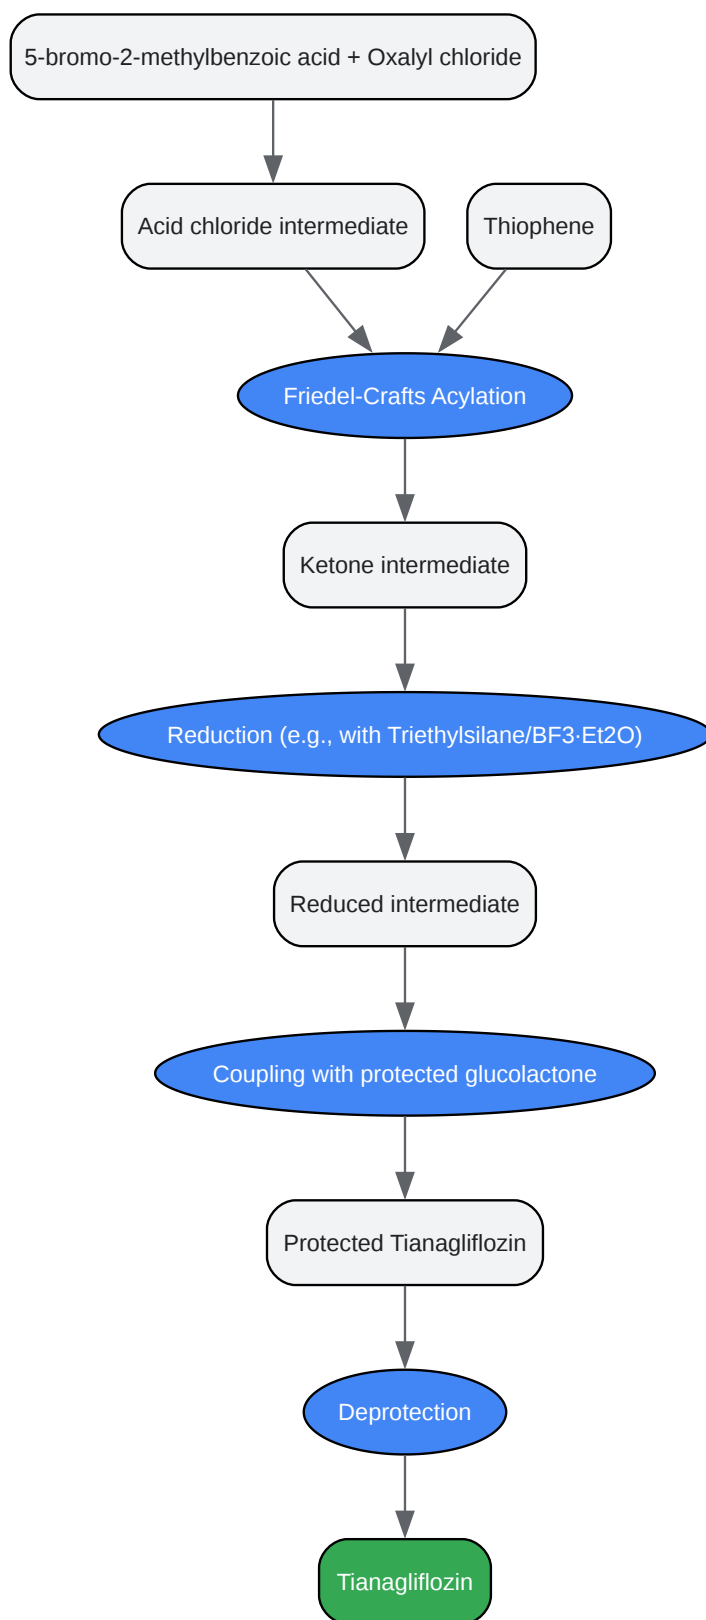 5-bromo-2-methylbenzoic acid + Oxalyl chloride
Acid chloride intermediate
Thiophene
Friedel-Crafts Acylation
Ketone intermediate
Reduction (e.g., with Triethylsilane/BF3·Et2O)
Reduced intermediate
Coupling with protected glucolactone
Protected Tianagliflozin
Deprotection
Tianagliflozin